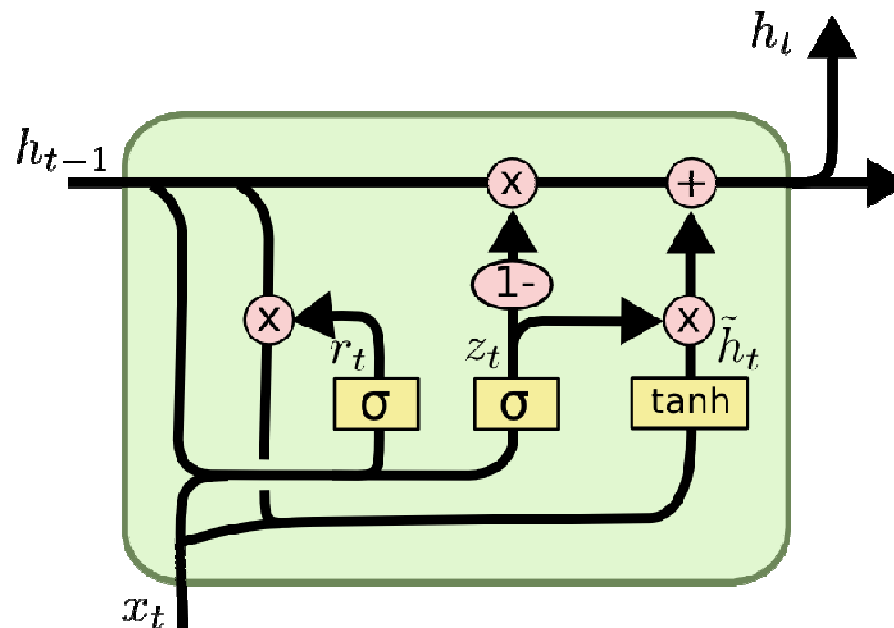 h_t
h_{t-1}
x
+
1-
x
r_t
z_t
x
h̃_t
σ
σ
tanh
x_t